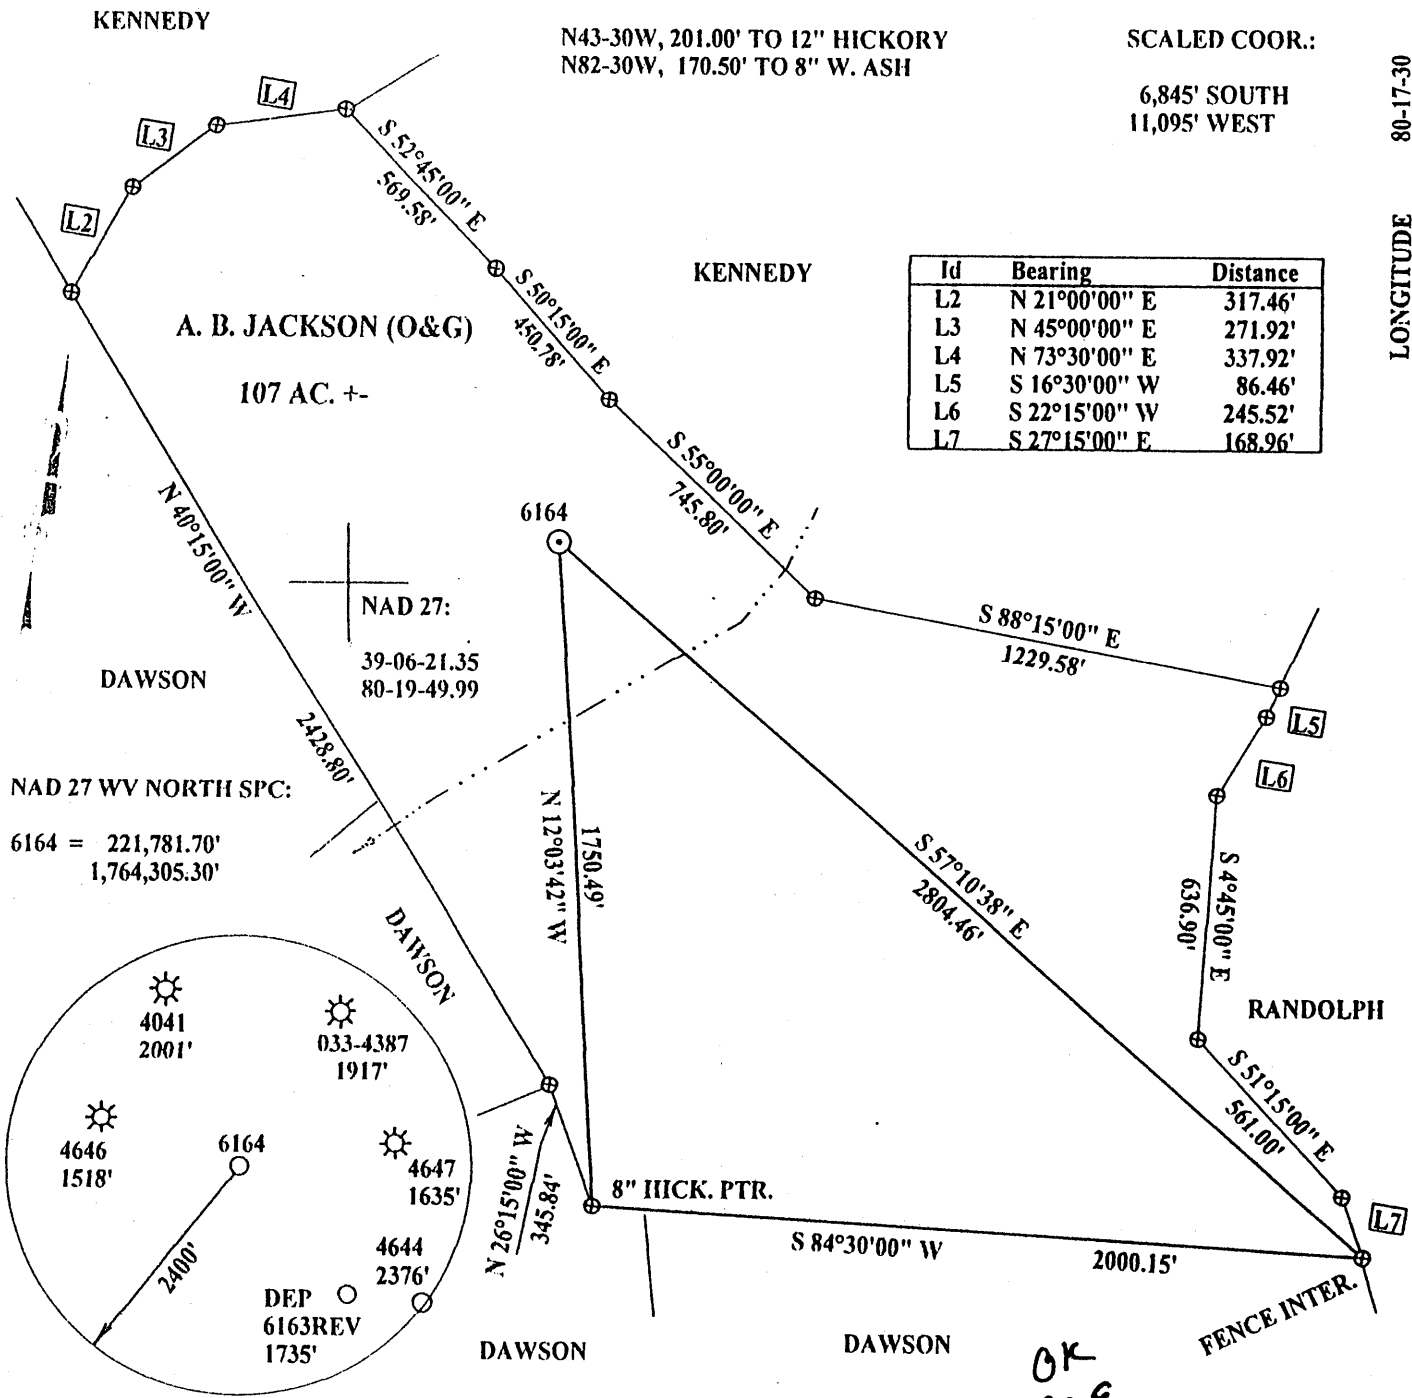 KENNEDY
N43-30W, 201.00' TO 12" HICKORY
N82-30W, 170.50' TO 8" W. ASH
SCALED COOR.:
6,845' SOUTH
11,095' WEST
LONGITUDE 80-17-30
L4
L3
L2
S 52°45'00" E
569.58'
S 50°15'00" E
450.78'
KENNEDY
A. B. JACKSON (O&G)
107 AC. +-
Id Bearing Distance
L2 N 21°00'00" E 317.46'
L3 N 45°00'00" E 271.92'
L4 N 73°30'00" E 337.92'
L5 S 16°30'00" W 86.46'
L6 S 22°15'00" W 245.52'
L7 S 27°15'00" E 168.96'
S 55°00'00" E
745.80'
6164
N 40°15'00" W
2428.80'
NAD 27:
39-06-21.35
80-19-49.99
S 88°15'00" E
1229.58'
DAWSON
L5
L6
NAD 27 WV NORTH SPC:
6164 = 221,781.70'
1,764,305.30'
N 12°03'42" W
1750.49'
S 57°10'38" E
2804.46'
S 4°45'00" E
636.90'
DAWSON
RANDOLPH
4041
2001'
033-4387
1917'
4646
1518'
6164
4647
1635'
S 51°15'00" E
561.00'
N 26°15'00" W
345.84'
8" HICK. PTR.
L7
S 84°30'00" W 2000.15'
2400'
4644
2376'
DEP
6163REV
1735'
FENCE INTER.
DAWSON
DAWSON
OK